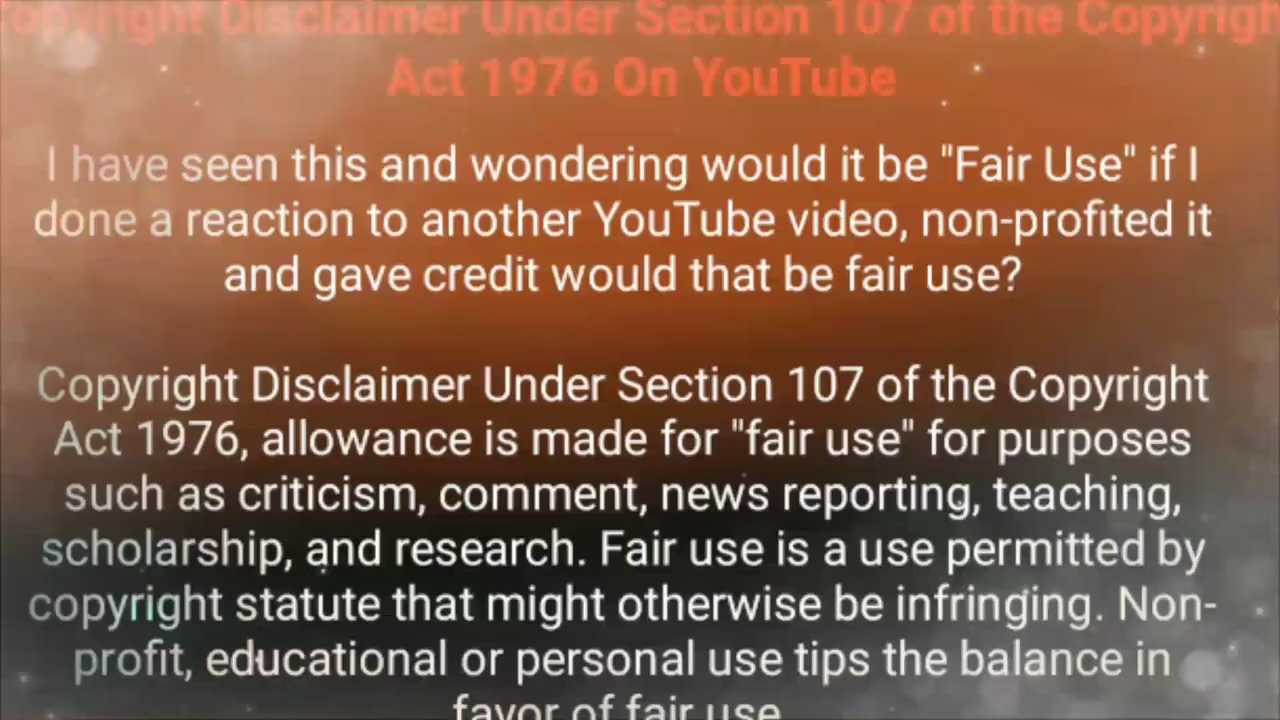 opyright Disclaimer Under Section 107 of the Copyrigh
Act 1976 On YouTube
I have seen this and wondering would it be "Fair Use" if I
done a reaction to another YouTube video, non-profited it
and gave credit would that be fair use?
Copyright Disclaimer Under Section 107 of the Copyright
Act 1976, allowance is made for "fair use" for purposes
such as criticism, comment, news reporting, teaching,
scholarship, and research. Fair use is a use permitted by
copyright statute that might otherwise be infringing. Non-
profit, educational or personal use tips the balance in
favor of fair use